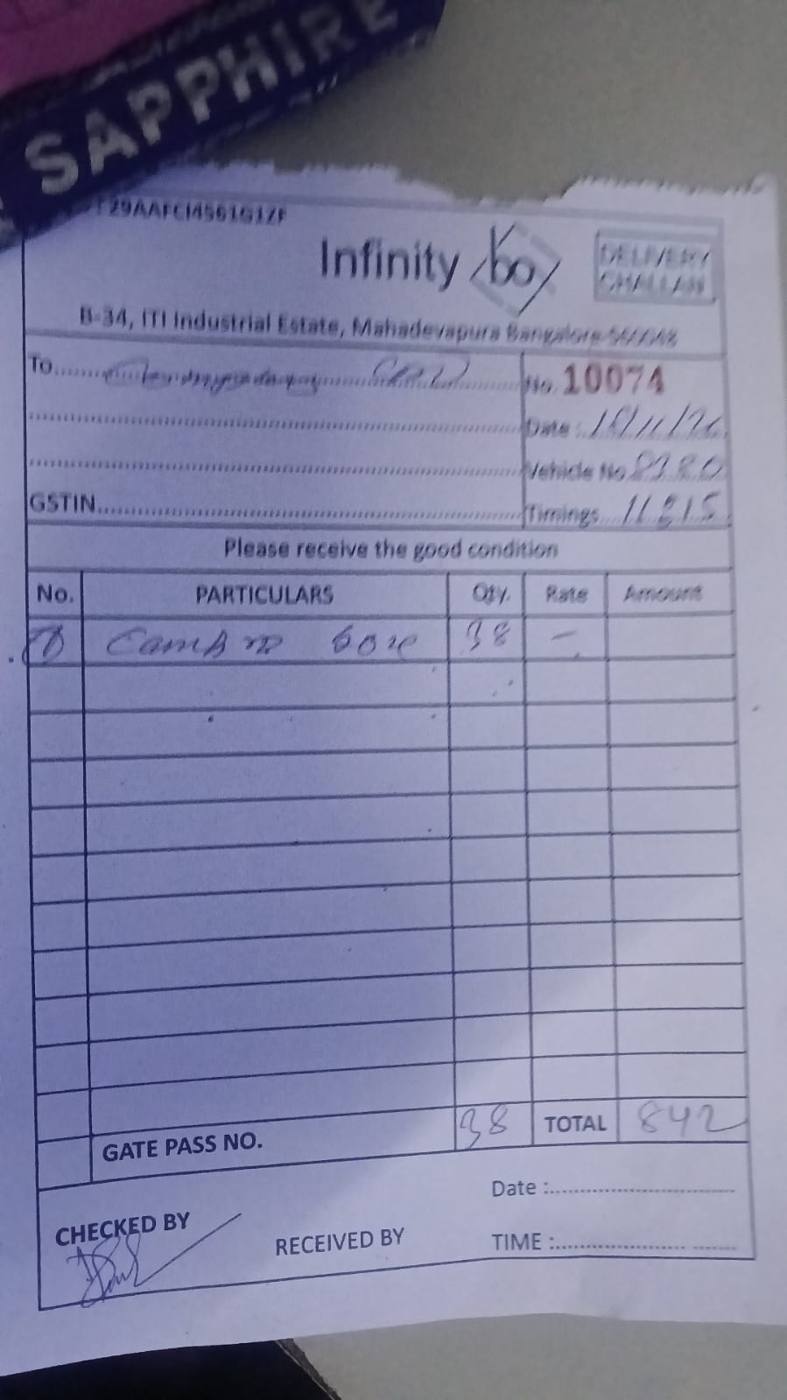 SAPPHIRE
29AAFCI4561G1ZF
Infinity box
DELIVERY CHALLAN
B-34, ITI Industrial Estate, Mahadevapura Bangalore-560048
To
No. 10074
Date :
Vehicle No
GSTIN
Timings
Please receive the good condition
No. PARTICULARS Qty. Rate Amount
1 38 –
GATE PASS NO. 38 TOTAL 842
Date :
CHECKED BY
RECEIVED BY
TIME :